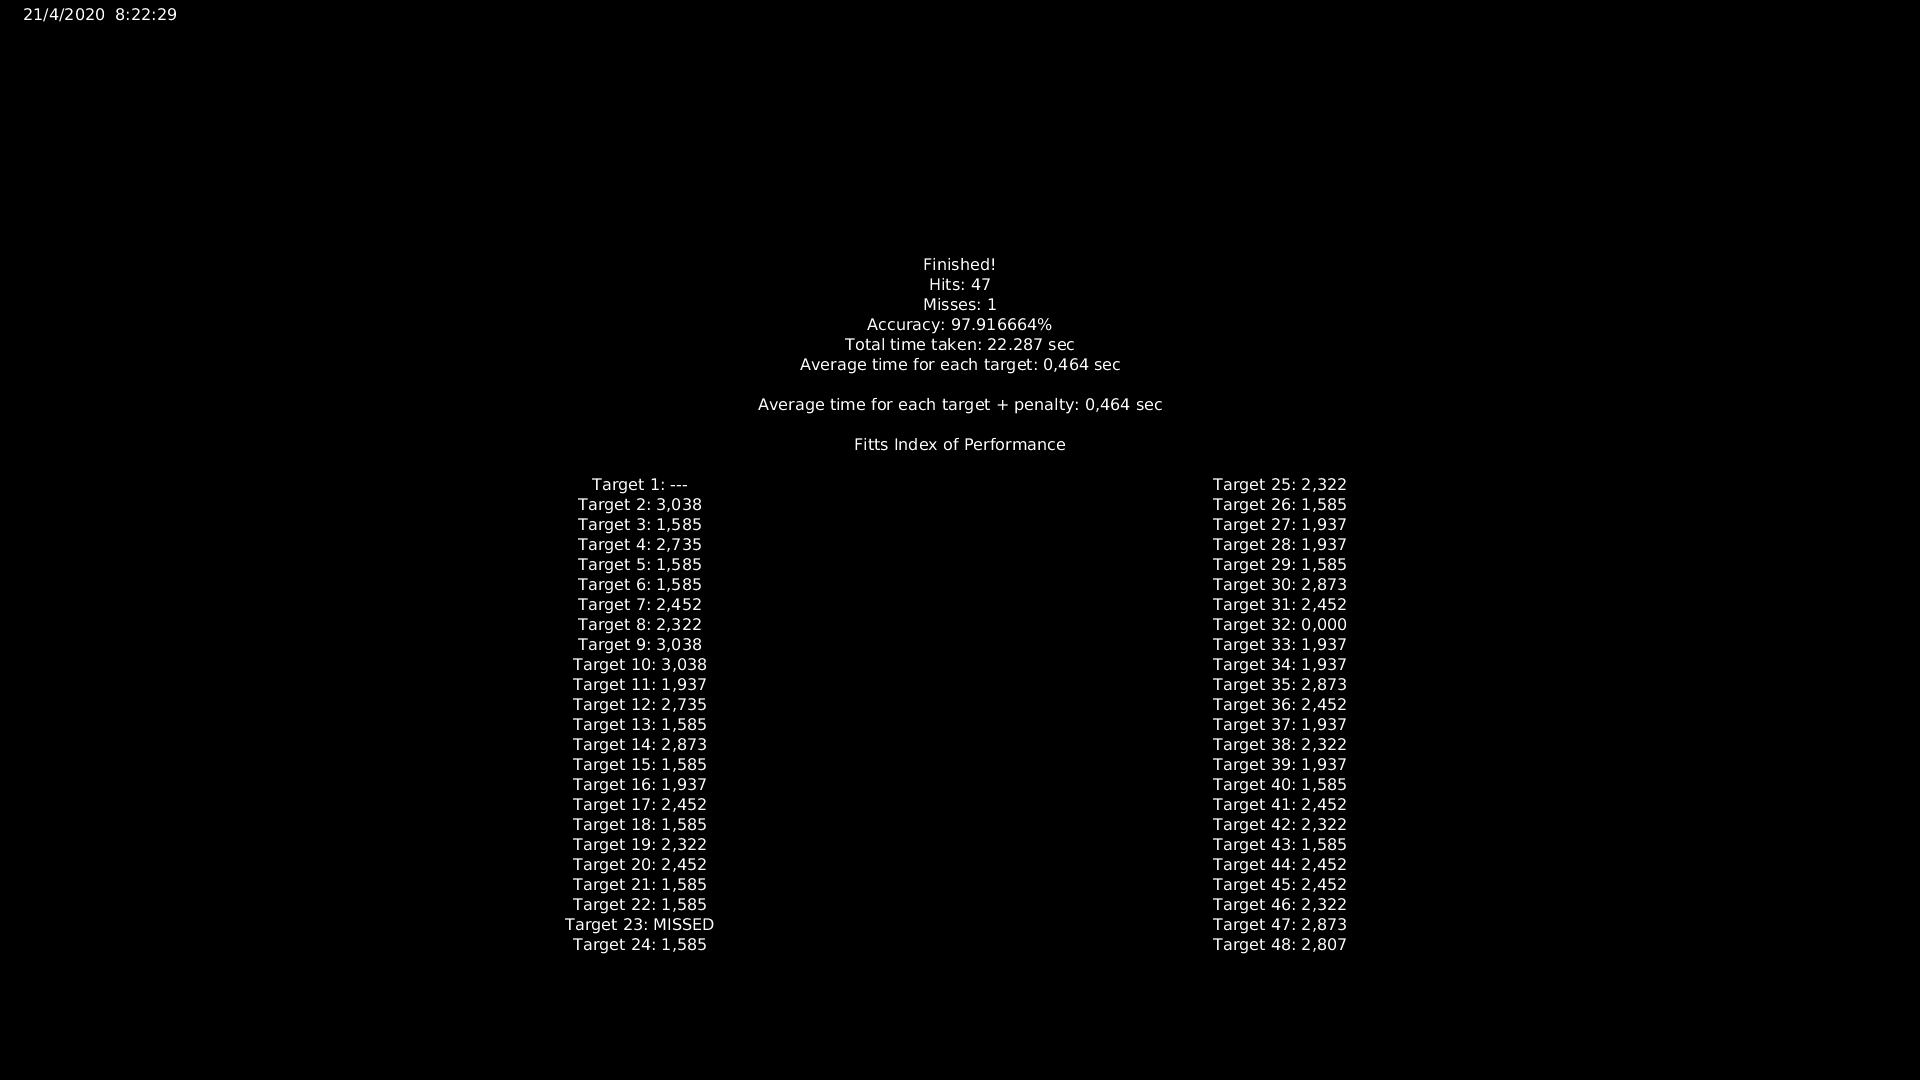 21/4/2020  8:22:29
Finished!
Hits: 47
Misses: 1
Accuracy: 97.916664%
Total time taken: 22.287 sec
Average time for each target: 0,464 sec
Average time for each target + penalty: 0,464 sec
Fitts Index of Performance
Target 1: ---
Target 2: 3,038
Target 3: 1,585
Target 4: 2,735
Target 5: 1,585
Target 6: 1,585
Target 7: 2,452
Target 8: 2,322
Target 9: 3,038
Target 10: 3,038
Target 11: 1,937
Target 12: 2,735
Target 13: 1,585
Target 14: 2,873
Target 15: 1,585
Target 16: 1,937
Target 17: 2,452
Target 18: 1,585
Target 19: 2,322
Target 20: 2,452
Target 21: 1,585
Target 22: 1,585
Target 23: MISSED
Target 24: 1,585
Target 25: 2,322
Target 26: 1,585
Target 27: 1,937
Target 28: 1,937
Target 29: 1,585
Target 30: 2,873
Target 31: 2,452
Target 32: 0,000
Target 33: 1,937
Target 34: 1,937
Target 35: 2,873
Target 36: 2,452
Target 37: 1,937
Target 38: 2,322
Target 39: 1,937
Target 40: 1,585
Target 41: 2,452
Target 42: 2,322
Target 43: 1,585
Target 44: 2,452
Target 45: 2,452
Target 46: 2,322
Target 47: 2,873
Target 48: 2,807